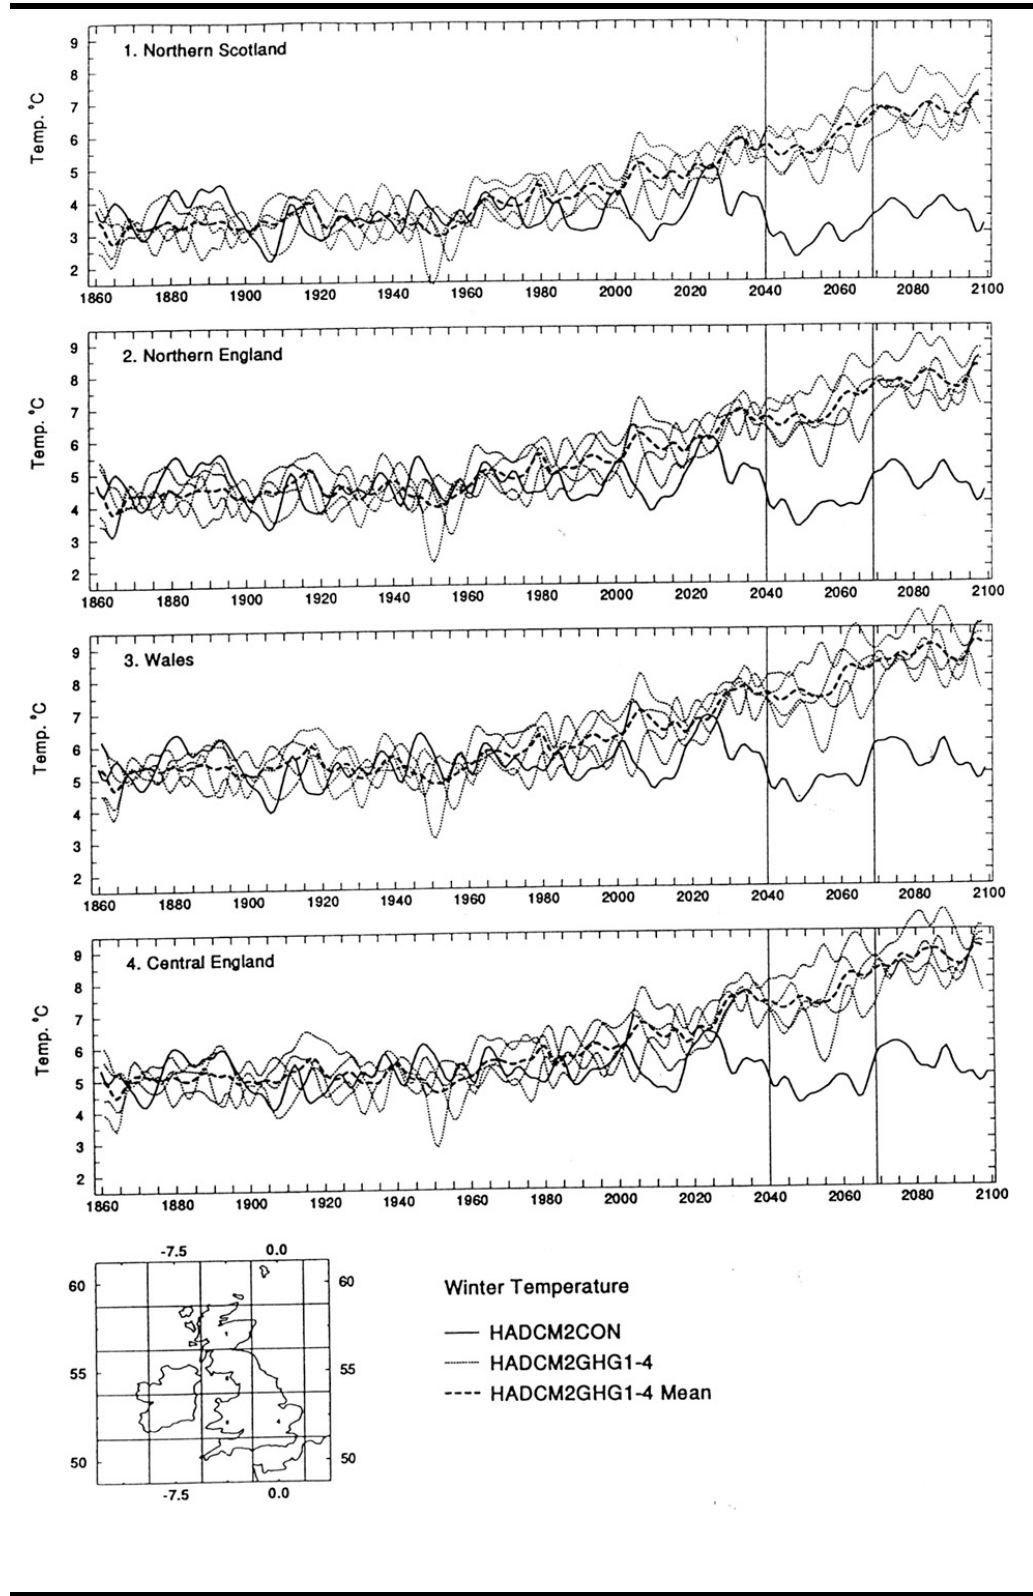 1. Northern Scotland
Temp. °C
9
8
7
6
5
4
3
2
1860 1880 1900 1920 1940 1960 1980 2000 2020 2040 2060 2080 2100
2. Northern England
Temp. °C
9
8
7
6
5
4
3
2
1860 1880 1900 1920 1940 1960 1980 2000 2020 2040 2060 2080 2100
3. Wales
Temp. °C
9
8
7
6
5
4
3
2
1860 1880 1900 1920 1940 1960 1980 2000 2020 2040 2060 2080 2100
4. Central England
Temp. °C
9
8
7
6
5
4
3
2
1860 1880 1900 1920 1940 1960 1980 2000 2020 2040 2060 2080 2100
-7.5 0.0
60 60
55 55
50 50
-7.5 0.0
Winter Temperature
HADCM2CON
HADCM2GHG1-4
HADCM2GHG1-4 Mean